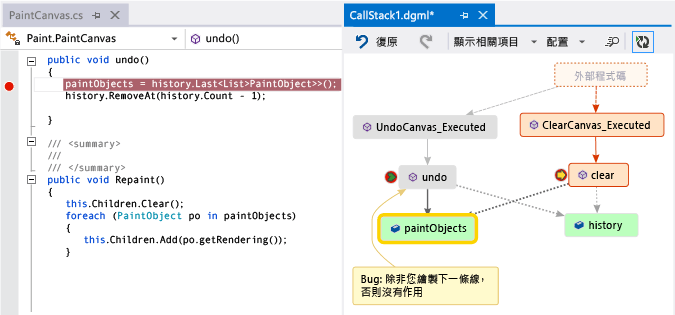 PaintCanvas.cs
Paint.PaintCanvas
undo()
public void undo()
{
paintObjects = history.Last<List]>PaintObject>>();
history.RemoveAt(history.Count - 1);
}
/// <summary>
///
/// </summary>
public void Repaint()
{
this.Children.Clear();
foreach (PaintObject po in paintObjects)
{
this.Children.Add(po.getRendering());
}
CallStack1.dgml*
復原
顯示相關項目
配置
外部程式碼
UndoCanvas_Executed
ClearCanvas_Executed
undo
clear
paintObjects
history
Bug: 除非您繪製下一條線，
否則沒有作用